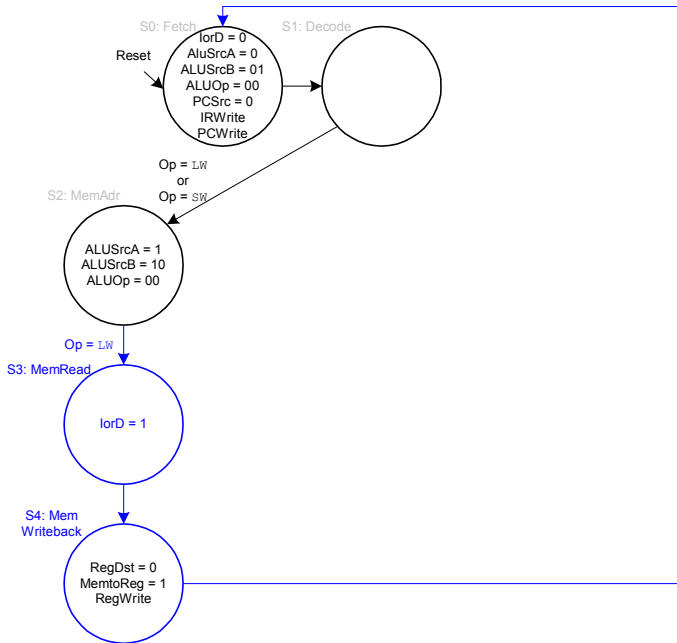 S0: Fetch
S1: Decode
Reset
IorD = 0
AluSrcA = 0
ALUSrcB = 01
ALUOp = 00
PCSrc = 0
IRWrite
PCWrite
Op = LW
or
Op = SW
S2: MemAdr
ALUSrcA = 1
ALUSrcB = 10
ALUOp = 00
Op = LW
S3: MemRead
IorD = 1
S4: Mem
Writeback
RegDst = 0
MemtoReg = 1
RegWrite